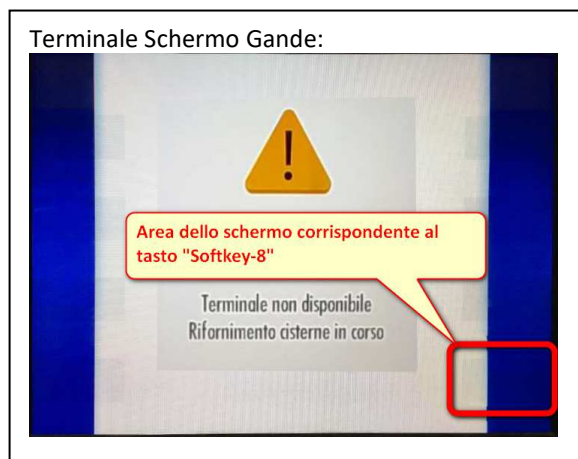 Terminale Schermo Gande:
!
Area dello schermo corrispondente al
tasto "Softkey-8"
Terminale non disponibile
Rifornimento cisterne in corso